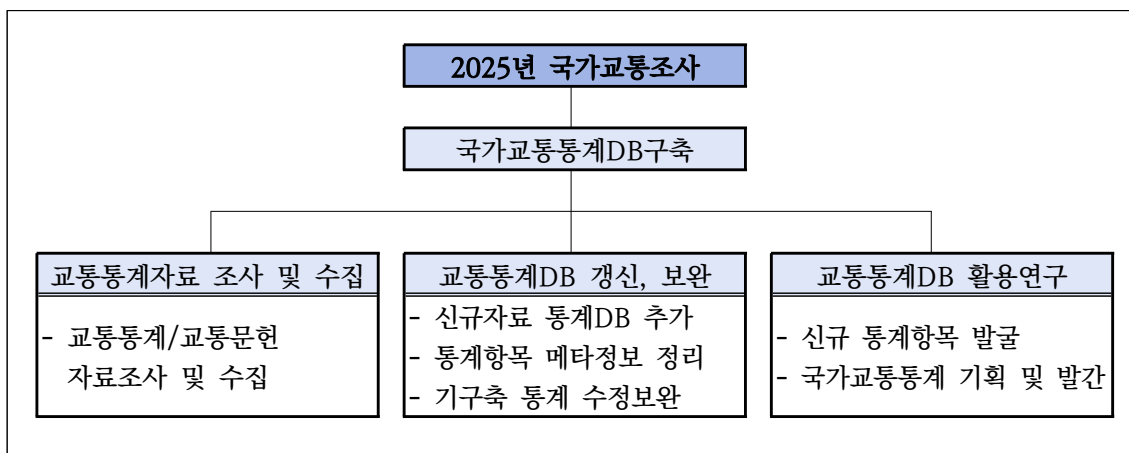 2025년 국가교통조사
국가교통통계DB구축
교통통계자료 조사 및 수집
- 교통통계/교통문헌
자료조사 및 수집
교통통계DB 갱신, 보완
- 신규자료 통계DB 추가
- 통계항목 메타정보 정리
- 기구축 통계 수정보완
교통통계DB 활용연구
- 신규 통계항목 발굴
- 국가교통통계 기획 및 발간